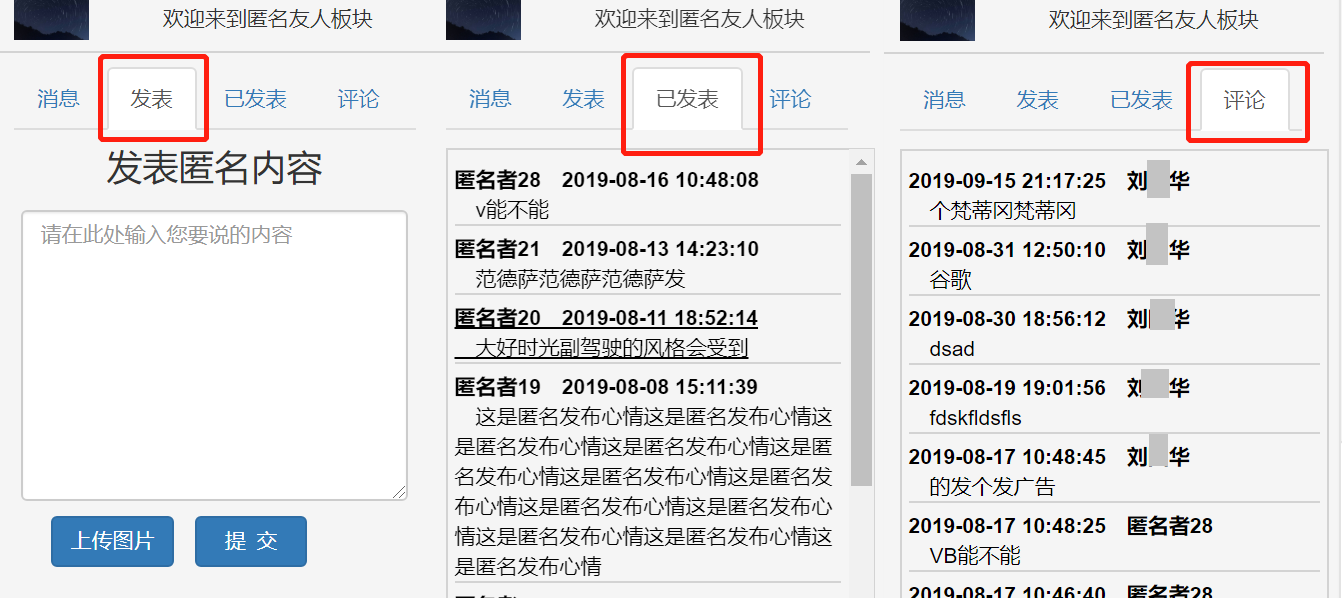 欢迎来到匿名友人板块
消息 发表 已发表 评论
发表匿名内容
请在此处输入您要说的内容
上传图片 提 交
欢迎来到匿名友人板块
消息 发表 已发表 评论
匿名者28 2019-08-16 10:48:08
v能不能
匿名者21 2019-08-13 14:23:10
范德萨范德萨范德萨发
匿名者20 2019-08-11 18:52:14
大好时光副驾驶的风格会受到
匿名者19 2019-08-08 15:11:39
这是匿名发布心情这是匿名发布心情这
是匿名发布心情这是匿名发布心情这是匿
名发布心情这是匿名发布心情这是匿名发
布心情这是匿名发布心情这是匿名发布心
情这是匿名发布心情这是匿名发布心情这
是匿名发布心情
欢迎来到匿名友人板块
消息 发表 已发表 评论
2019-09-15 21:17:25 刘 华
个梵蒂冈梵蒂冈
2019-08-31 12:50:10 刘 华
谷歌
2019-08-30 18:56:12 刘 华
dsad
2019-08-19 19:01:56 刘 华
fdskfldsfls
2019-08-17 10:48:45 刘 华
的发个发广告
2019-08-17 10:48:25 匿名者28
VB能不能
2019-08-17 10:46:40 匿名者28